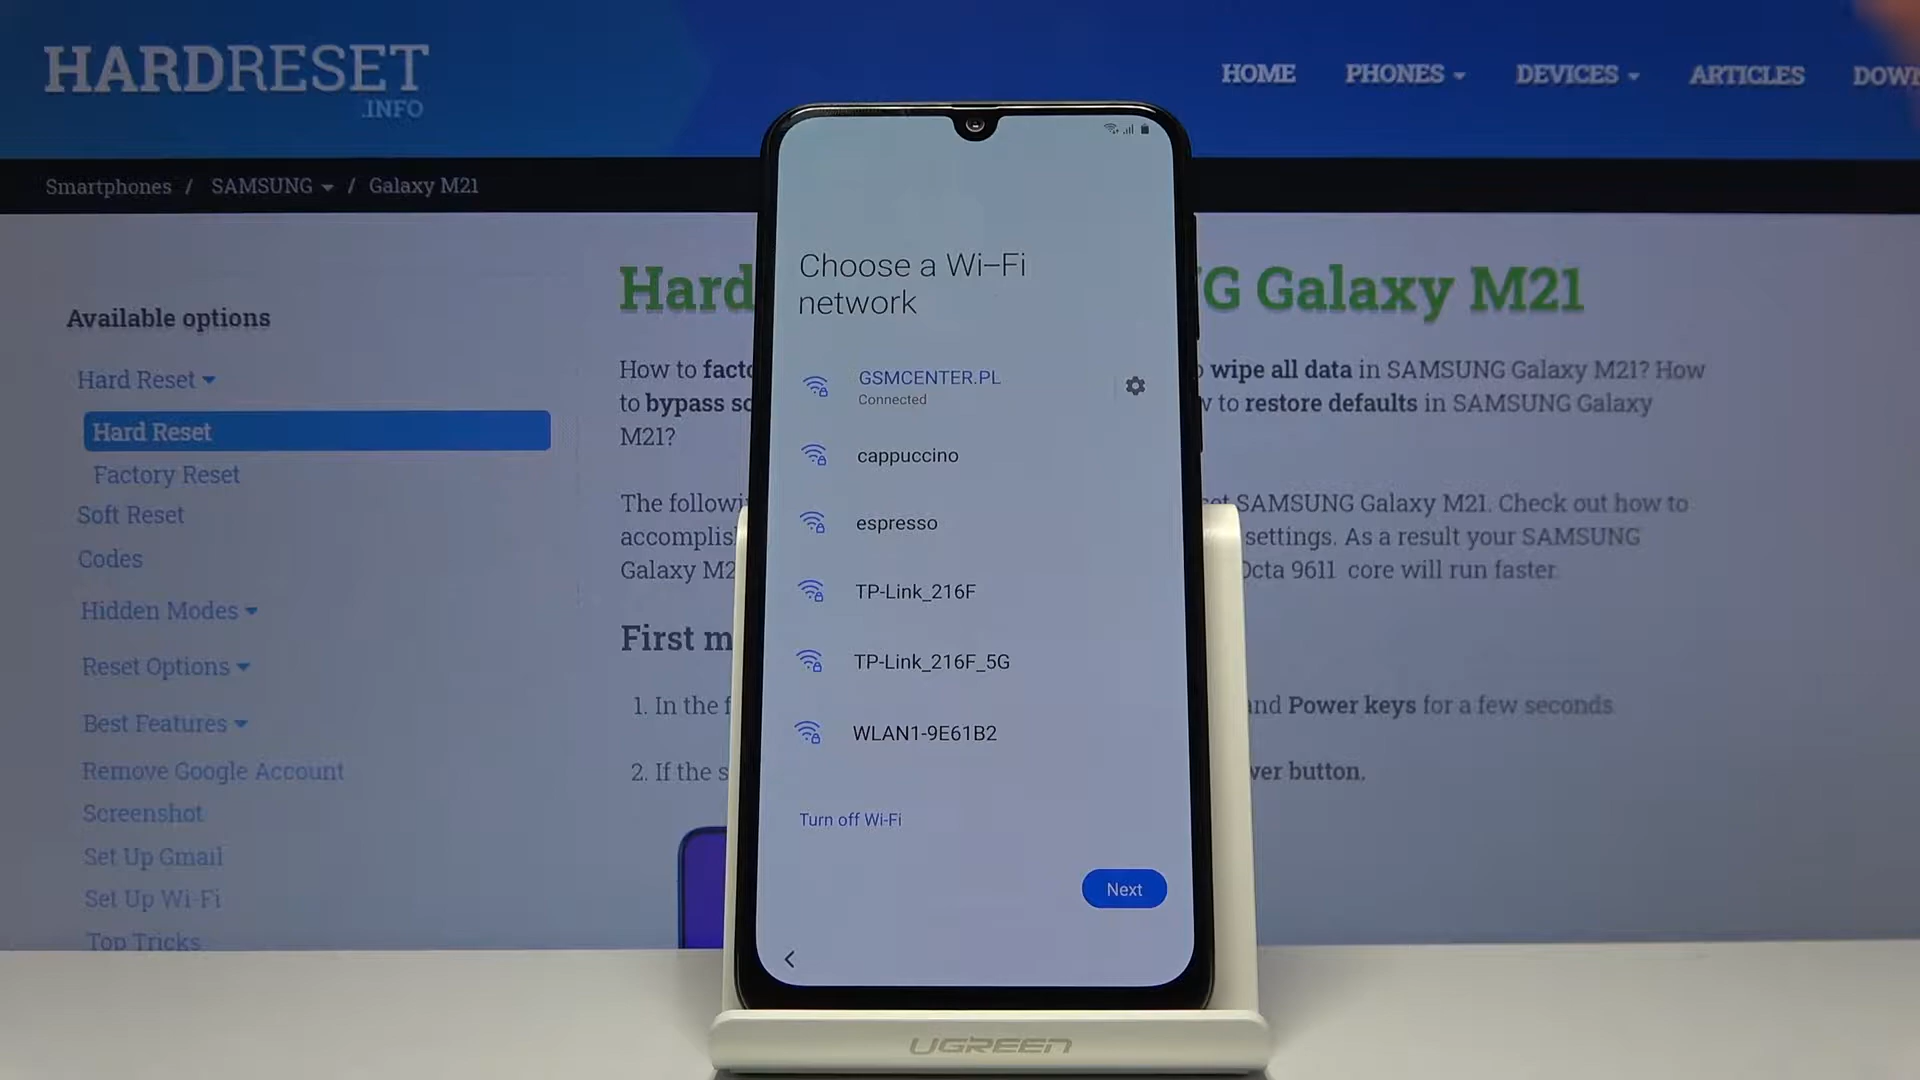 HARDRESET
.INFO
HOME PHONES DEVICES ARTICLES
Smartphones / SAMSUNG / Galaxy M21
Available options
Hard Reset
Hard Reset
Factory Reset
Soft Reset
Codes
Hidden Modes
Reset Options
Best Features
Remove Google Account
Screenshot
Set Up Gmail
Set Up Wi-Fi
Top Tricks
Hard G Galaxy M21
How to wipe all data in SAMSUNG Galaxy M21? How
to bypass to restore defaults in SAMSUNG Galaxy
M21?
The SAMSUNG Galaxy M21. Check out how to
settings. As a result your SAMSUNG
Galaxy 9611 core will run faster.
First
1. In the and Power keys for a few seconds.
2. If the button.
Choose a Wi-Fi
network
GSMCENTER.PL
Connected
cappuccino
espresso
TP-Link_216F
TP-Link_216F_5G
WLAN1-9E61B2
Turn off Wi-Fi
Next
UGREEN